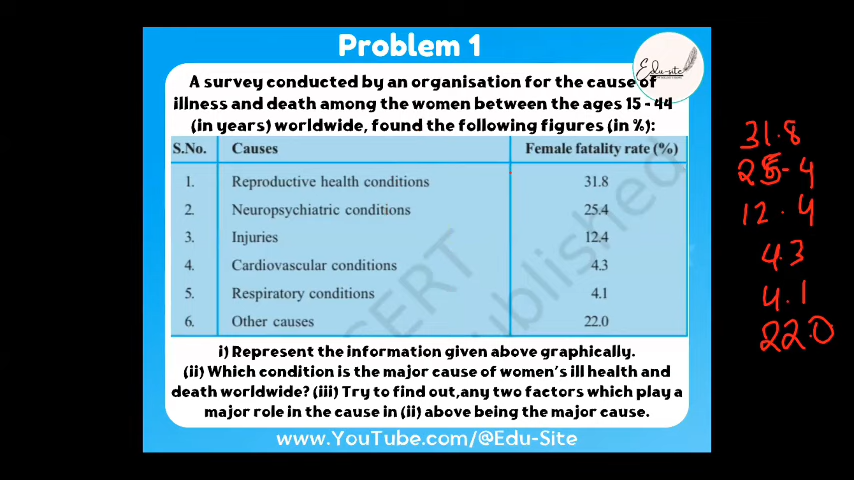 Problem 1
Edu-site
A survey conducted by an organisation for the cause of
illness and death among the women between the ages 15 - 44
(in years) worldwide, found the following figures (in %):
S.No. Causes Female fatality rate (%)
1. Reproductive health conditions 31.8
2. Neuropsychiatric conditions 25.4
3. Injuries 12.4
4. Cardiovascular conditions 4.3
5. Respiratory conditions 4.1
6. Other causes 22.0
i) Represent the information given above graphically.
(ii) Which condition is the major cause of women's ill health and
death worldwide? (iii) Try to find out,any two factors which play a
major role in the cause in (ii) above being the major cause.
www.YouTube.com/@Edu-Site
31.8
25.4
12.4
4.3
4.1
22.0